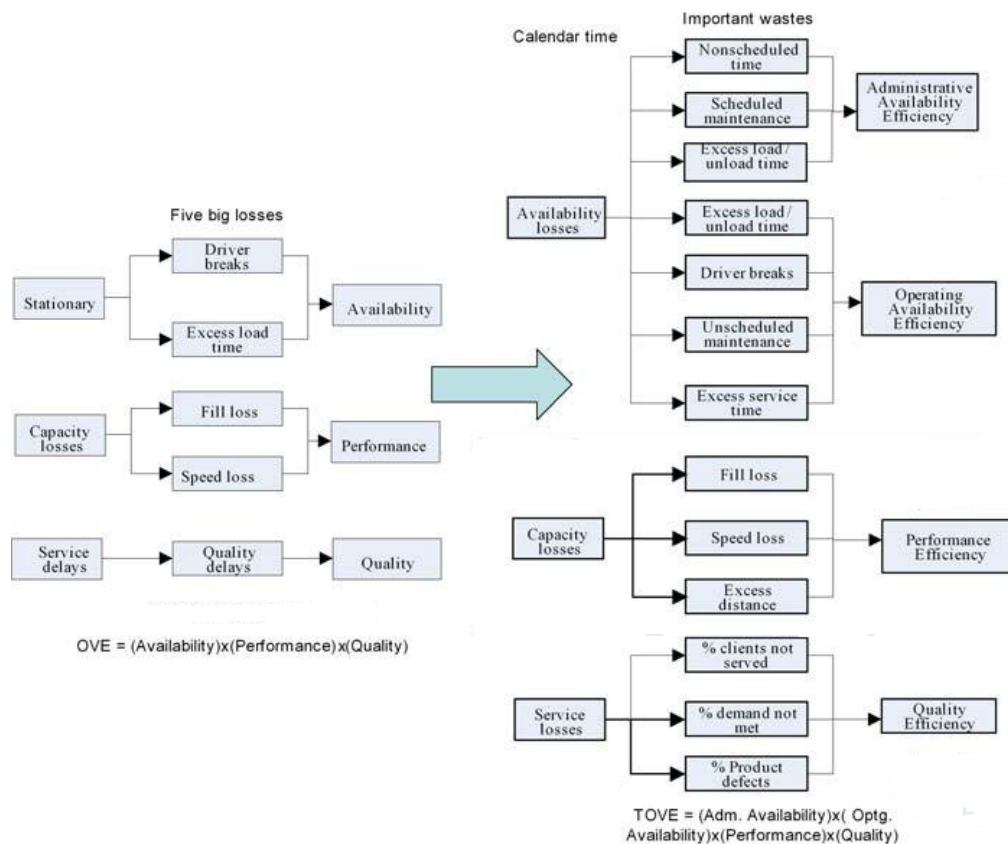 Five big losses
Stationary
Driver
breaks
Excess load
time
Availability
Capacity
losses
Fill loss
Speed loss
Performance
Service
delays
Quality
delays
Quality
OVE = (Availability)x(Performance)x(Quality)
Calendar time
Important wastes
Availability
losses
Nonscheduled
time
Scheduled
maintenance
Excess load /
unload time
Administrative
Availability
Efficiency
Excess load /
unload time
Driver breaks
Unscheduled
maintenance
Excess service
time
Operating
Availability
Efficiency
Capacity
losses
Fill loss
Speed loss
Excess
distance
Performance
Efficiency
Service
losses
% clients not
served
% demand not
met
% Product
defects
Quality
Efficiency
TOVE = (Adm. Availability)x( Optg.
Availability)x(Performance)x(Quality)